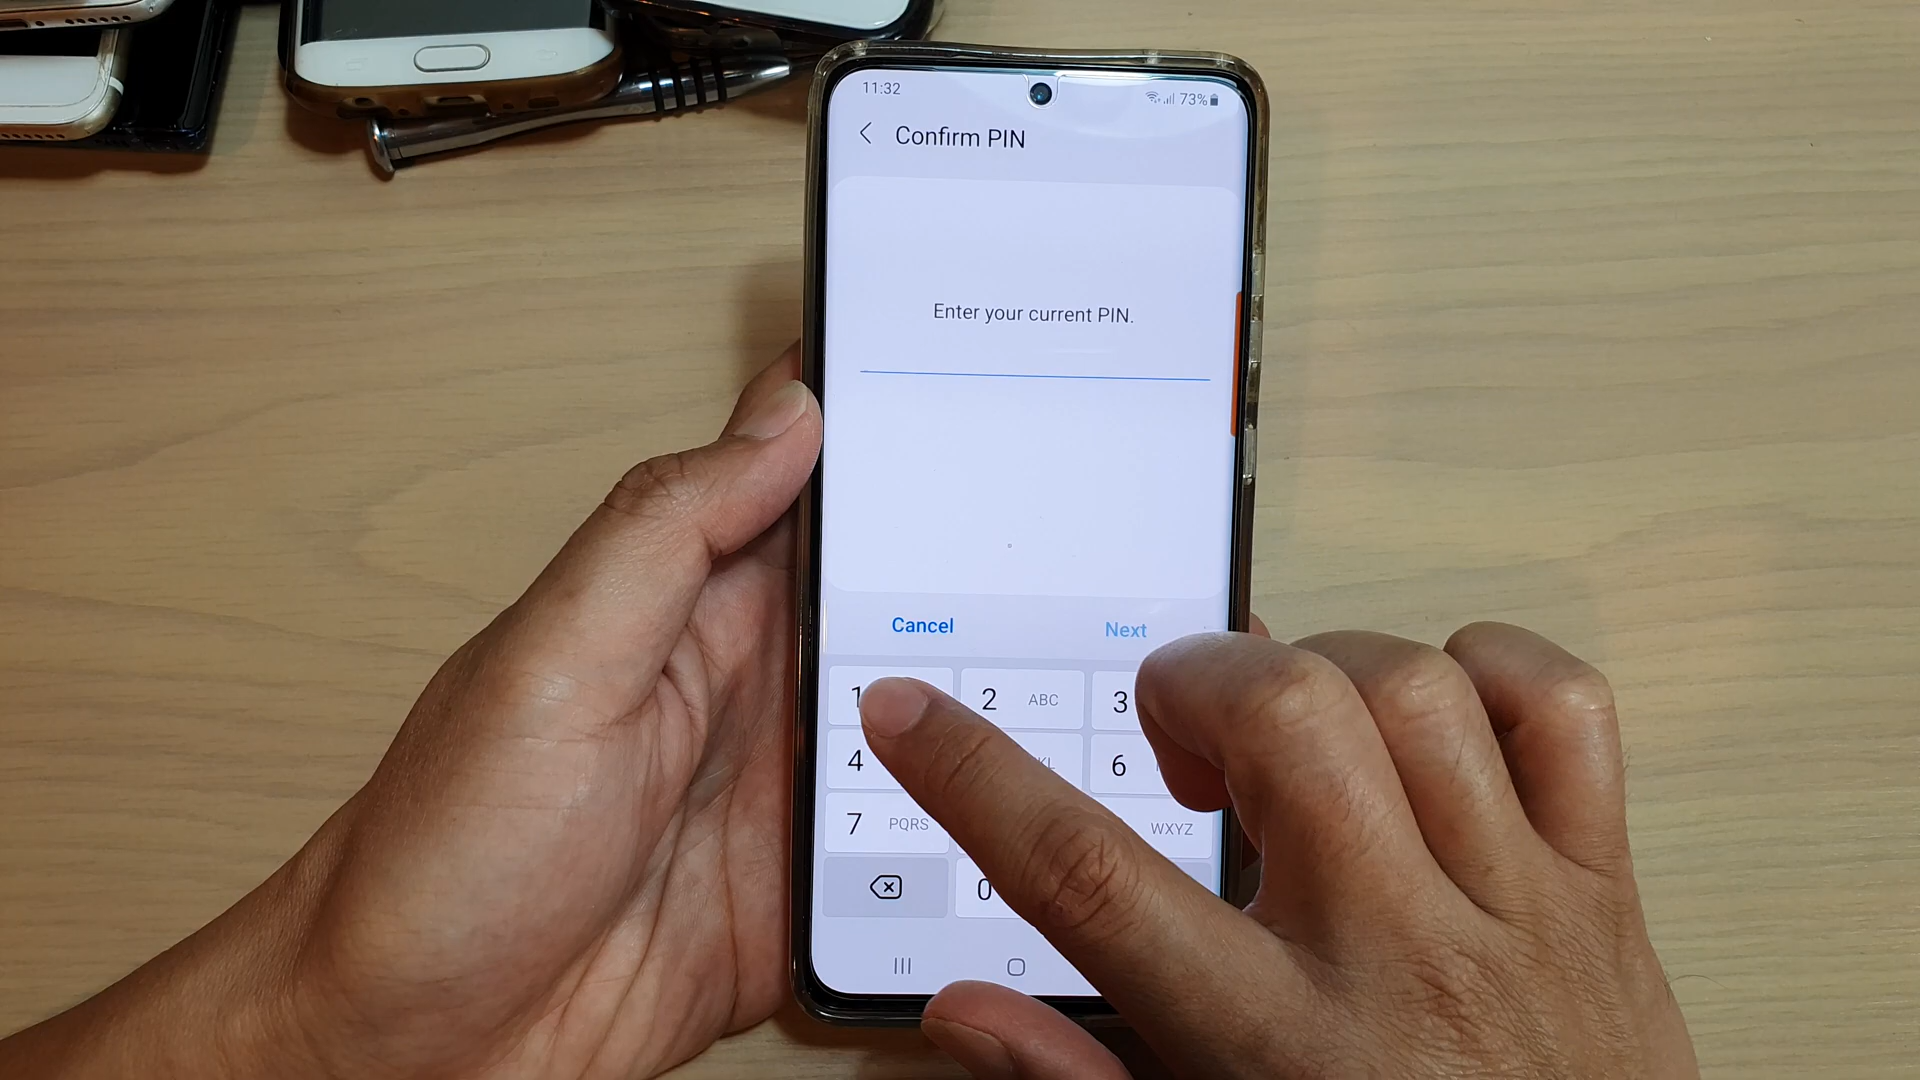 11:32 73%
Confirm PIN
Enter your current PIN.
Cancel Next
1 2 ABC 3
4 6
7 PQRS WXYZ
0